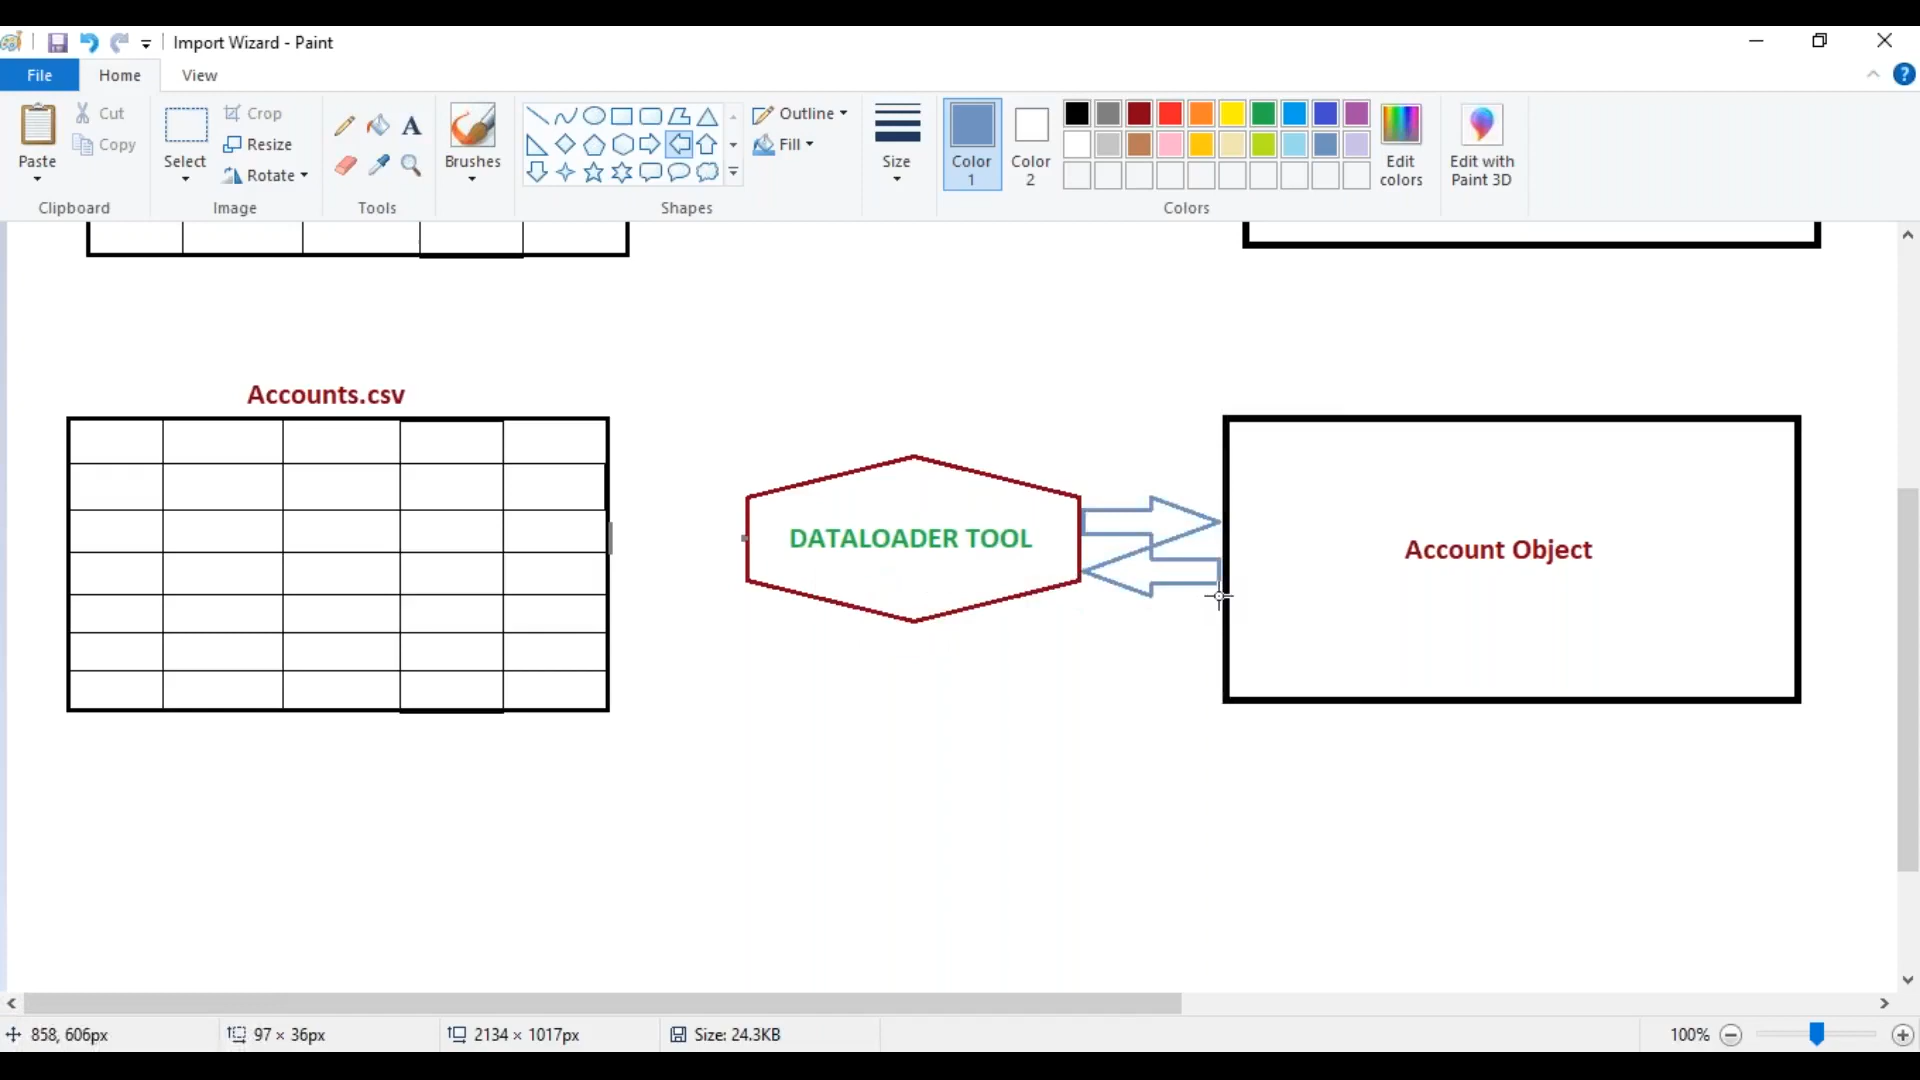 Import Wizard - Paint
File Home View
Paste
Cut
Copy
Clipboard
Select
Crop
Resize
Rotate
Image
A
Tools
Brushes
Shapes
Outline
Fill
Size
Color
1
Color
2
Edit
colors
Edit with
Paint 3D
Colors
?
Accounts.csv
DATALOADER TOOL
Account Object
858, 606px
97 × 36px
2134 × 1017px
Size: 24.3KB
100%